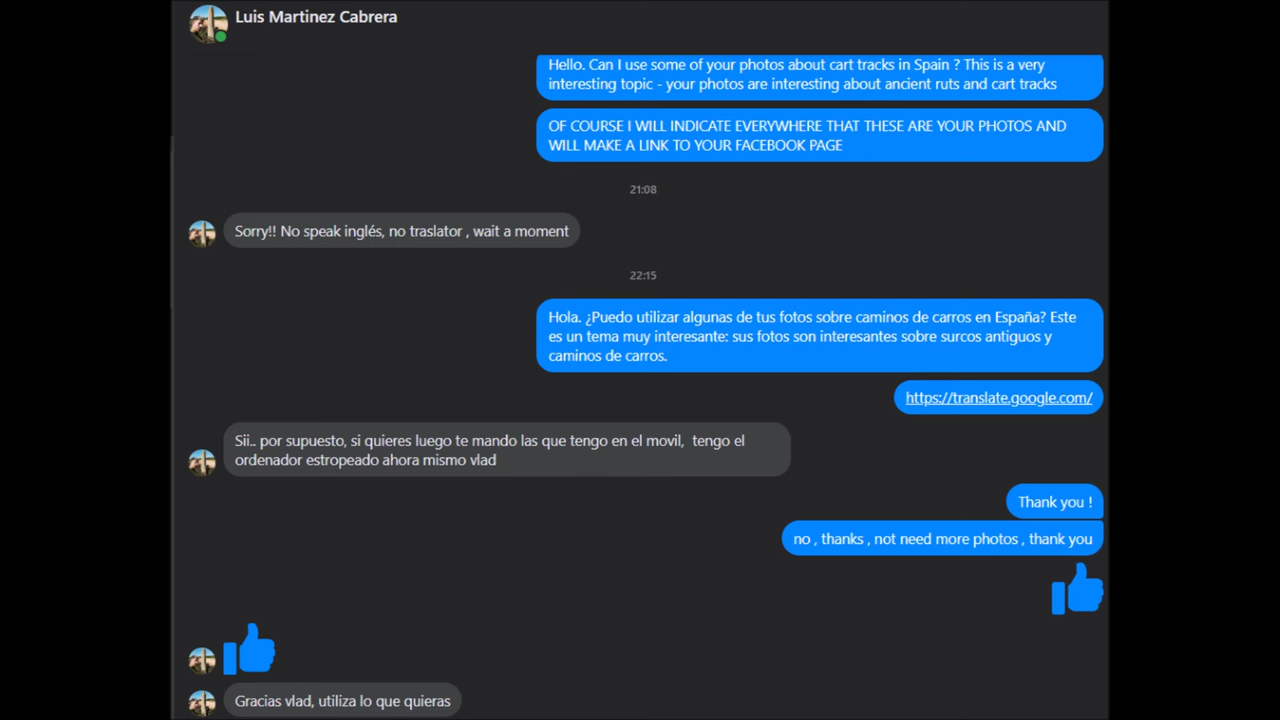 Luis Martinez Cabrera
Hello. Can I use some of your photos about cart tracks in Spain ? This is a very
interesting topic - your photos are interesting about ancient ruts and cart tracks
OF COURSE I WILL INDICATE EVERYWHERE THAT THESE ARE YOUR PHOTOS AND
WILL MAKE A LINK TO YOUR FACEBOOK PAGE
21:08
Sorry!! No speak inglés, no traslator , wait a moment
22:15
Hola. ¿Puedo utilizar algunas de tus fotos sobre caminos de carros en España? Este
es un tema muy interesante: sus fotos son interesantes sobre surcos antiguos y
caminos de carros.
https://translate.google.com/
Sii.. por supuesto, si quieres luego te mando las que tengo en el movil, tengo el
ordenador estropeado ahora mismo vlad
Thank you !
no , thanks , not need more photos , thank you
Gracias vlad, utiliza lo que quieras